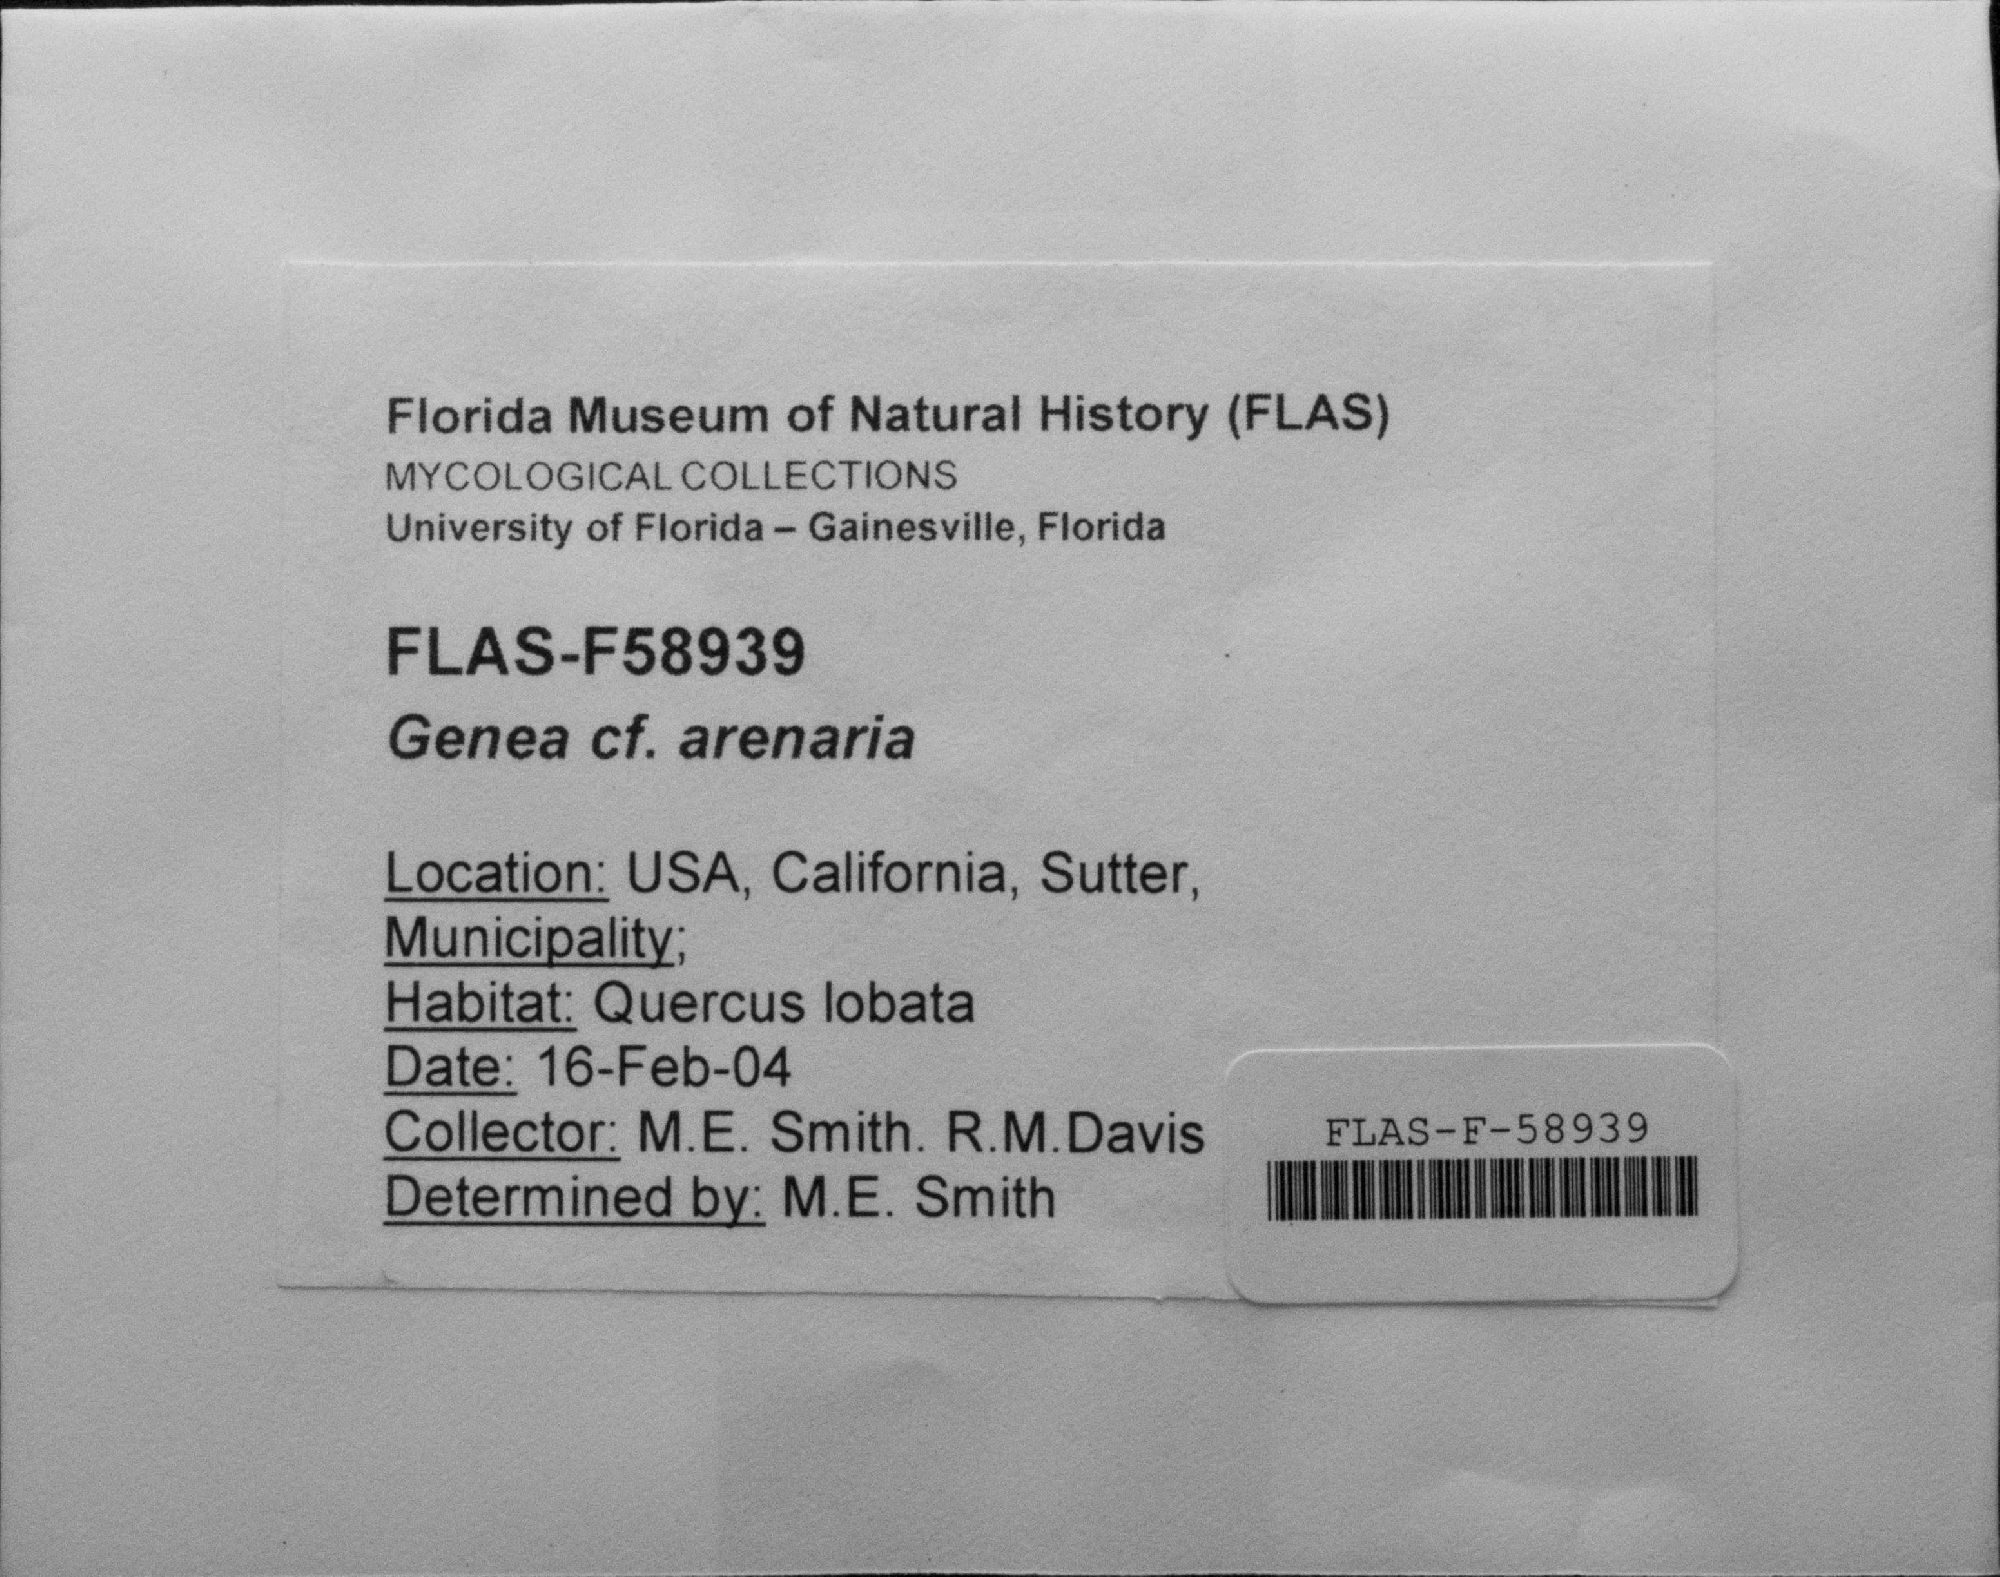 Florida Museum of Natural History (FLAS)
MYCOLOGICAL COLLECTIONS
University of Florida – Gainesville, Florida
FLAS-F58939
Genea cf. arenaria
Location: USA, California, Sutter,
Municipality;
Habitat: Quercus lobata
Date: 16-Feb-04
Collector: M.E. Smith. R.M.Davis
Determined by: M.E. Smith
FLAS-F-58939